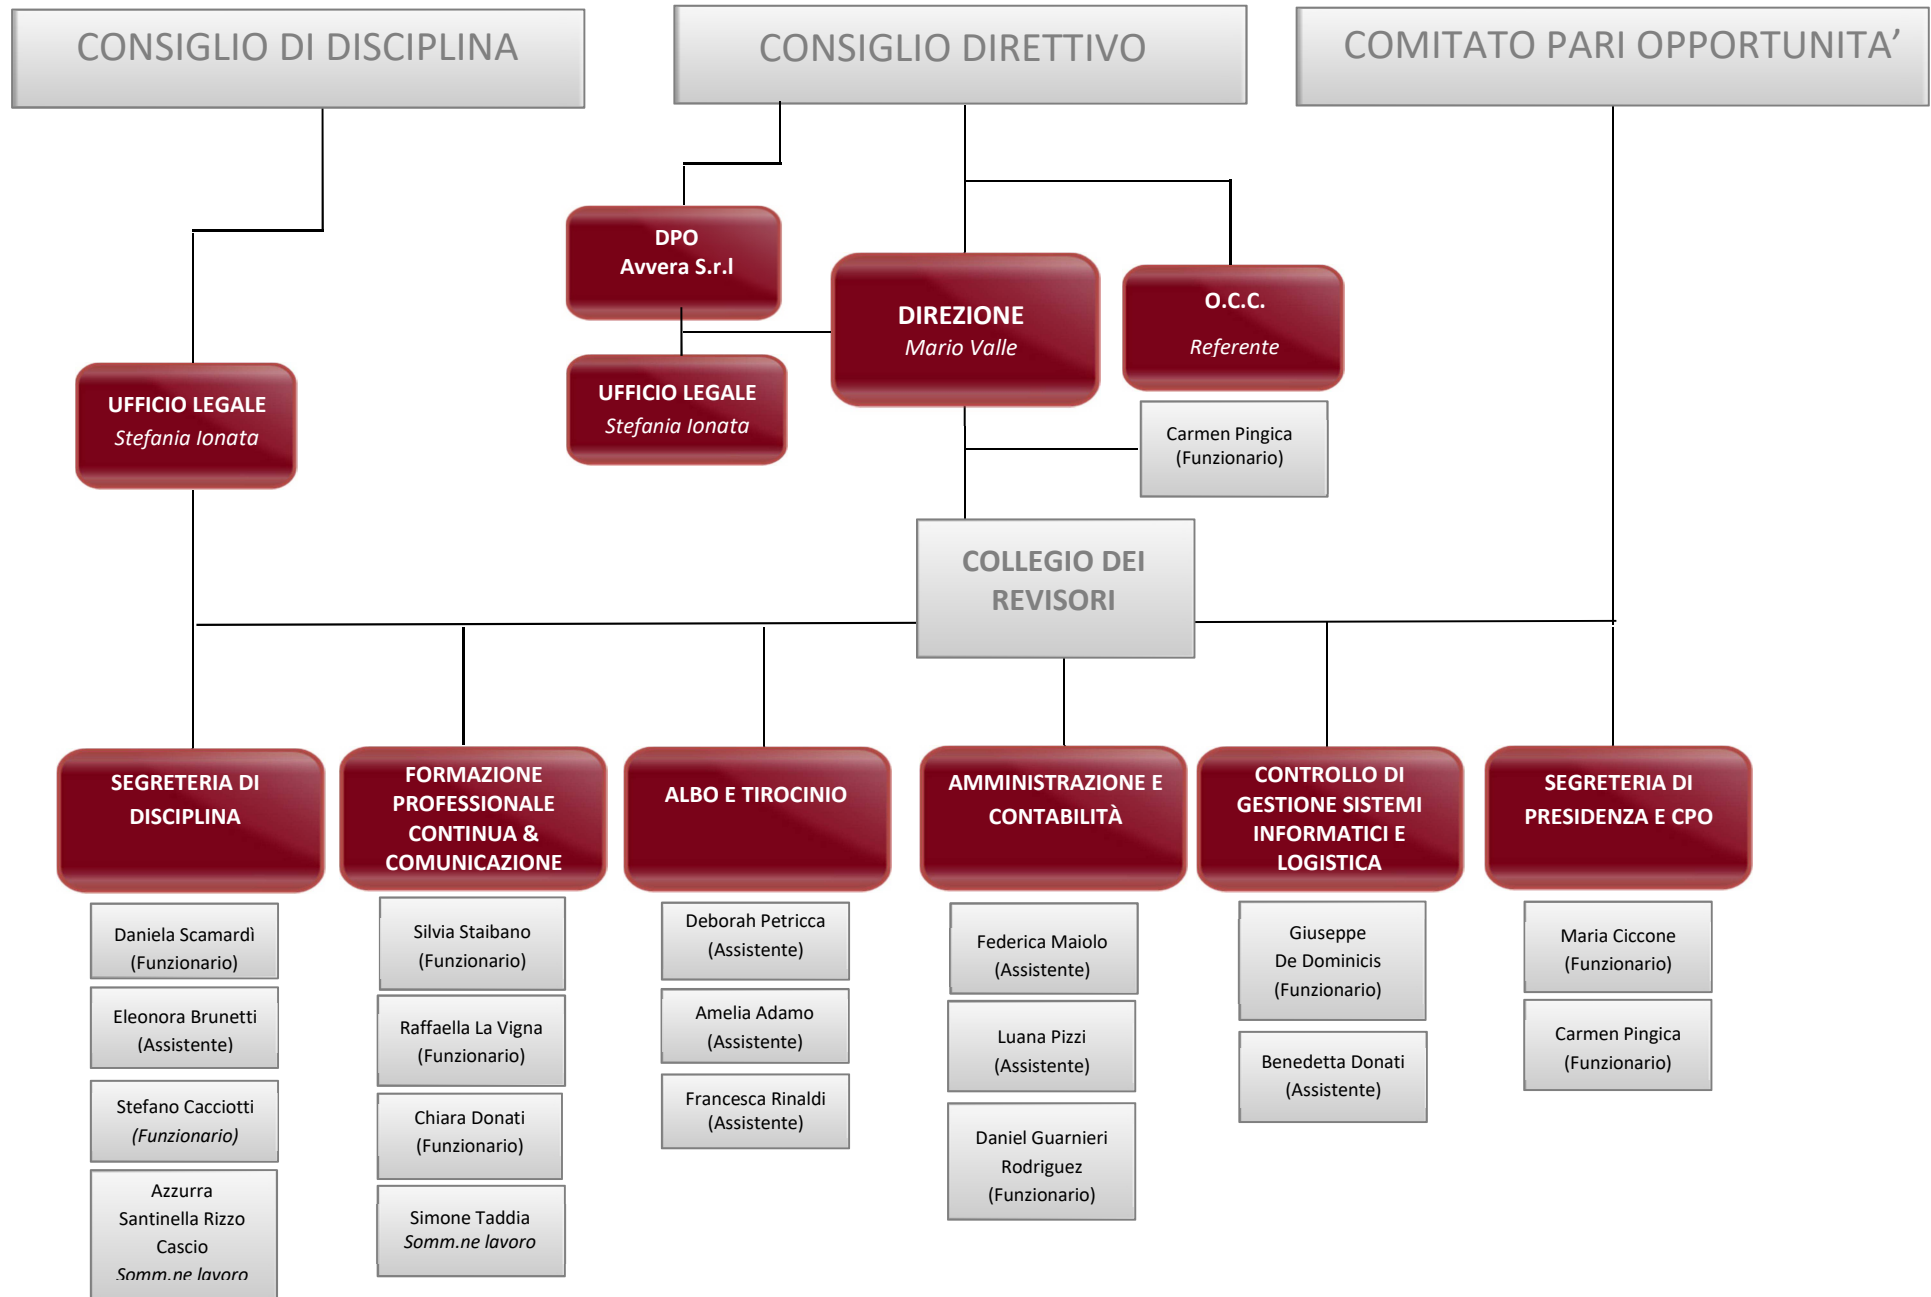 CONSIGLIO DI DISCIPLINA
CONSIGLIO DIRETTIVO
COMITATO PARI OPPORTUNITA’
DPO
Avvera S.r.l
DIREZIONE
Mario Valle
O.C.C.
Referente
UFFICIO LEGALE
Stefania Ionata
UFFICIO LEGALE
Stefania Ionata
Carmen Pingica
(Funzionario)
COLLEGIO DEI
REVISORI
SEGRETERIA DI
DISCIPLINA
Daniela Scamardì
(Funzionario)
Eleonora Brunetti
(Assistente)
Stefano Cacciotti
(Funzionario)
Azzurra
Santinella Rizzo
Cascio
Somm.ne lavoro
FORMAZIONE
PROFESSIONALE
CONTINUA &
COMUNICAZIONE
Silvia Staibano
(Funzionario)
Raffaella La Vigna
(Funzionario)
Chiara Donati
(Funzionario)
Simone Taddia
Somm.ne lavoro
ALBO E TIROCINIO
Deborah Petricca
(Assistente)
Amelia Adamo
(Assistente)
Francesca Rinaldi
(Assistente)
AMMINISTRAZIONE E
CONTABILITÀ
Federica Maiolo
(Assistente)
Luana Pizzi
(Assistente)
Daniel Guarnieri
Rodriguez
(Funzionario)
CONTROLLO DI
GESTIONE SISTEMI
INFORMATICI E
LOGISTICA
Giuseppe
De Dominicis
(Funzionario)
Benedetta Donati
(Assistente)
SEGRETERIA DI
PRESIDENZA E CPO
Maria Ciccone
(Funzionario)
Carmen Pingica
(Funzionario)